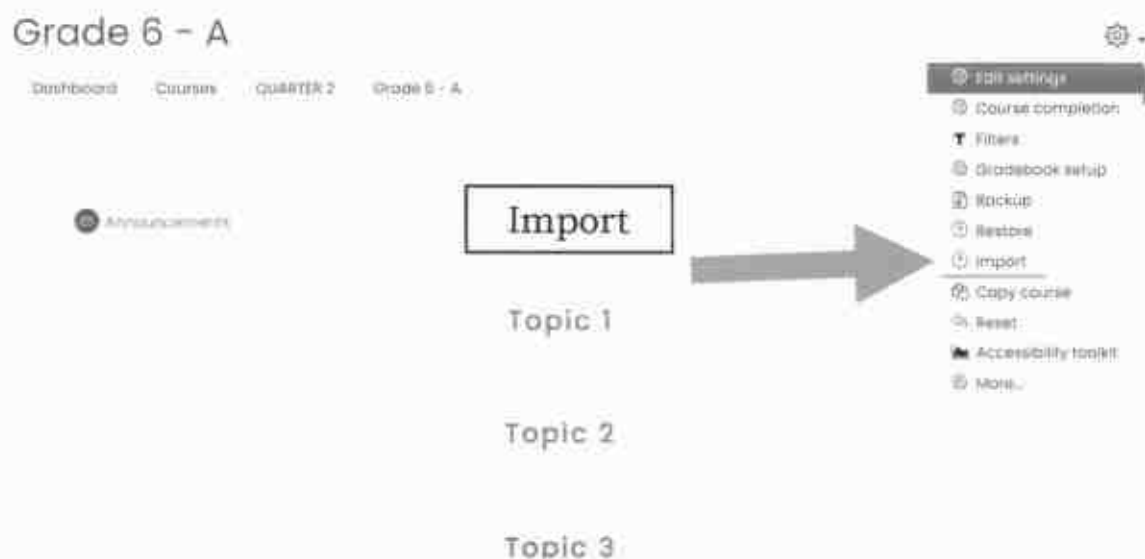 Grade 6 - A
Dashboard Courses QUARTER 2 Grade 6 - A
Edit settings
Course completion
Filters
Gradebook setup
Backup
Restore
Import
Copy course
Reset
Accessibility toolkit
More...
Announcements
Import
Topic 1
Topic 2
Topic 3